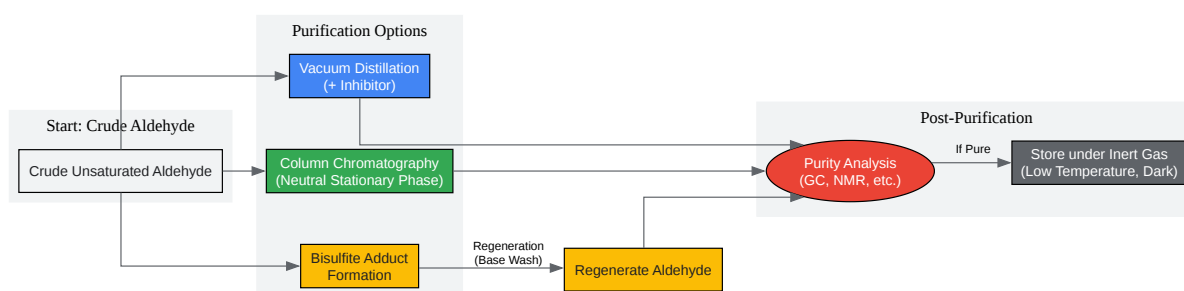 Purification Options
Vacuum Distillation
(+ Inhibitor)
Start: Crude Aldehyde
Crude Unsaturated Aldehyde
Column Chromatography
(Neutral Stationary Phase)
Bisulfite Adduct
Formation
Regeneration
(Base Wash)
Regenerate Aldehyde
Post-Purification
Purity Analysis
(GC, NMR, etc.)
If Pure
Store under Inert Gas
(Low Temperature, Dark)